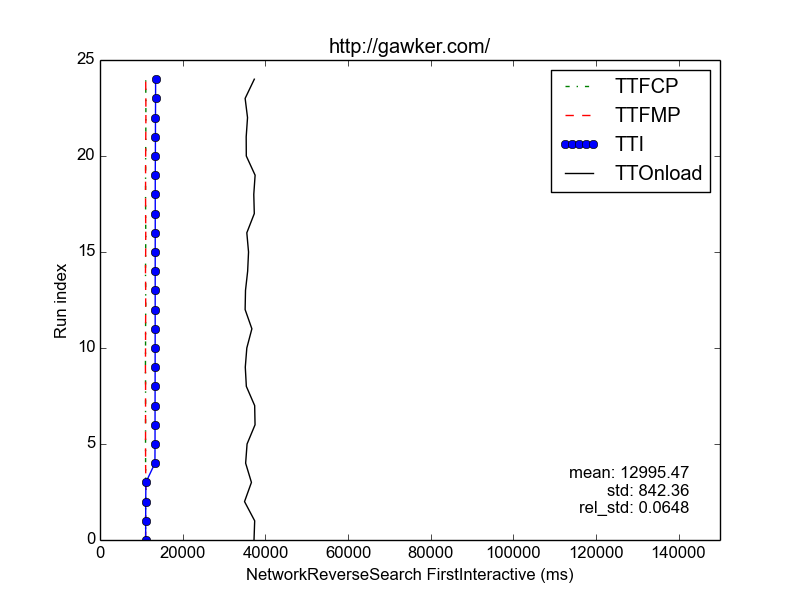 http://gawker.com/
25
20
15
10
5
0
Run index
TTFCP
TTFMP
TTI
TTOnload
mean: 12995.47
std: 842.36
rel_std: 0.0648
0 20000 40000 60000 80000 100000 120000 140000
NetworkReverseSearch FirstInteractive (ms)